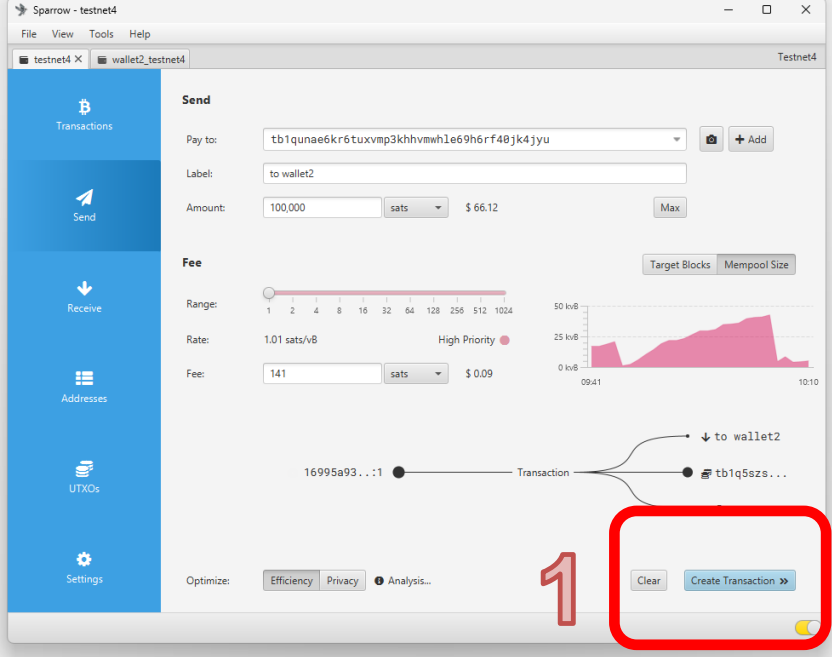 Sparrow - testnet4
File View Tools Help
testnet4 wallet2_testnet4 Testnet4
Transactions
Send
Receive
Addresses
UTXOs
Settings
Send
Pay to: tb1qunae6kr6tuxvmp3khhvmwhle69h6rf40jk4jyu + Add
Label: to wallet2
Amount: 100,000 sats $ 66.12 Max
Fee
Target Blocks Mempool Size
Range: 1 2 4 8 16 32 64 128 256 512 1024
Rate: 1.01 sats/vB High Priority
Fee: 141 sats $ 0.09
50 kvB
25 kvB
0 kvB
09:41 10:10
to wallet2
16995a93..:1 Transaction tb1q5szs...
Optimize: Efficiency Privacy Analysis... Clear Create Transaction »
1